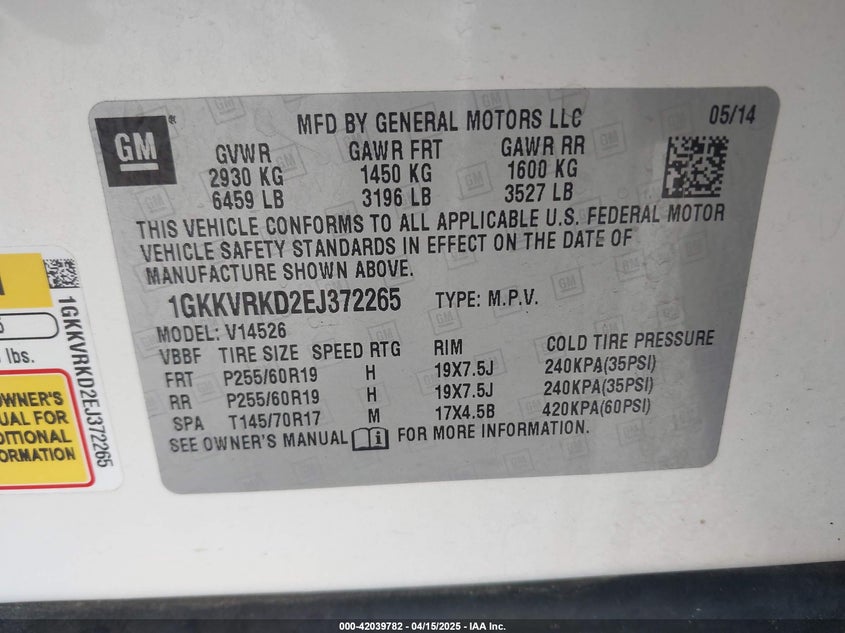 GM ®
MFD BY GENERAL MOTORS LLC
05/14
GVWR GAWR FRT GAWR RR
2930 KG 1450 KG 1600 KG
6459 LB 3196 LB 3527 LB
THIS VEHICLE CONFORMS TO ALL APPLICABLE U.S. FEDERAL MOTOR
VEHICLE SAFETY STANDARDS IN EFFECT ON THE DATE OF
MANUFACTURE SHOWN ABOVE.
1GKKVRKD2EJ372265 TYPE: M.P.V.
MODEL: V14526
VBBF TIRE SIZE SPEED RTG RIM COLD TIRE PRESSURE
FRT P255/60R19 H 19X7.5J 240KPA(35PSI)
RR P255/60R19 H 19X7.5J 240KPA(35PSI)
SPA T145/70R17 M 17X4.5B 420KPA(60PSI)
SEE OWNER'S MANUAL i FOR MORE INFORMATION.
lbs.
OWNER'S
UAL FOR
DITIONAL
ORMATION
1GKKVRKD2EJ372265
000-42039782 - 04/15/2025 - IAA Inc.